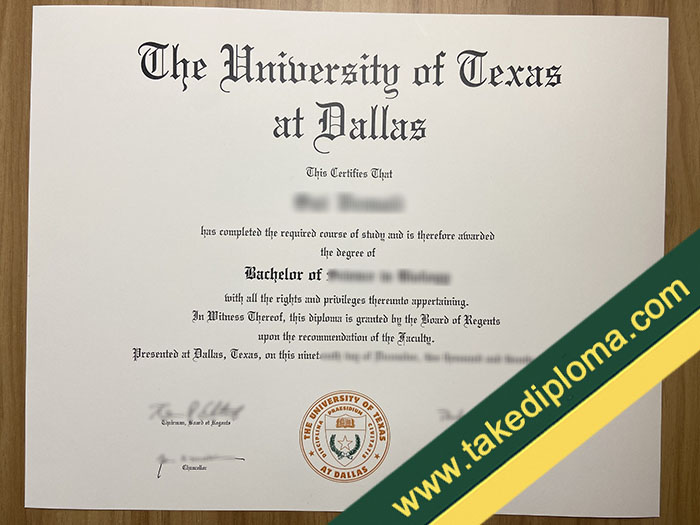 The University of Texas
at Dallas
This Certifies That
has completed the required course of study and is therefore awarded
the degree of
Bachelor of
with all the rights and privileges thereunto appertaining.
In Witness Thereof, this diploma is granted by the Board of Regents
upon the recommendation of the Faculty.
Presented at Dallas, Texas, on this
Board of Regents
Chancellor
THE UNIVERSITY OF TEXAS
AT DALLAS
DISCIPLINA PRAESIDIUM CIVITATIS
www.takediploma.com